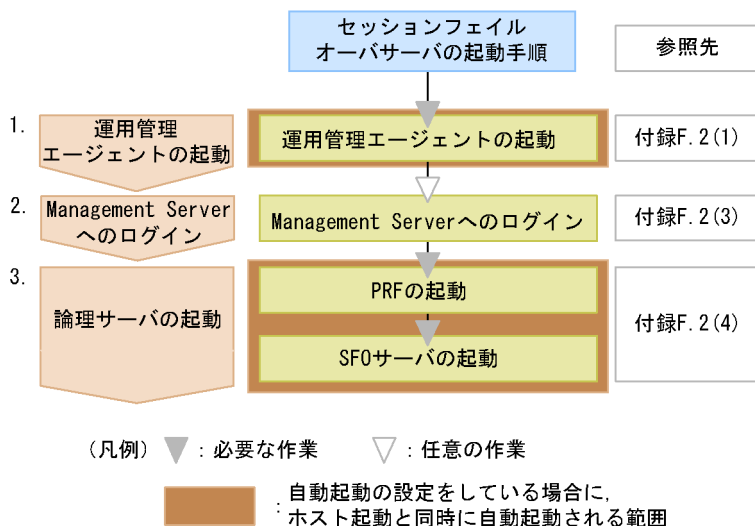 セッションフェイル
オーバサーバの起動手順
参照先
1.
運用管理
エージェントの起動
運用管理エージェントの起動
付録F.2(1)
2.
Management Server
へのログイン
Management Serverへのログイン
付録F.2(3)
3.
論理サーバの起動
PRFの起動
SFOサーバの起動
付録F.2(4)
(凡例)
：必要な作業
：任意の作業
：自動起動の設定をしている場合に,
ホスト起動と同時に自動起動される範囲